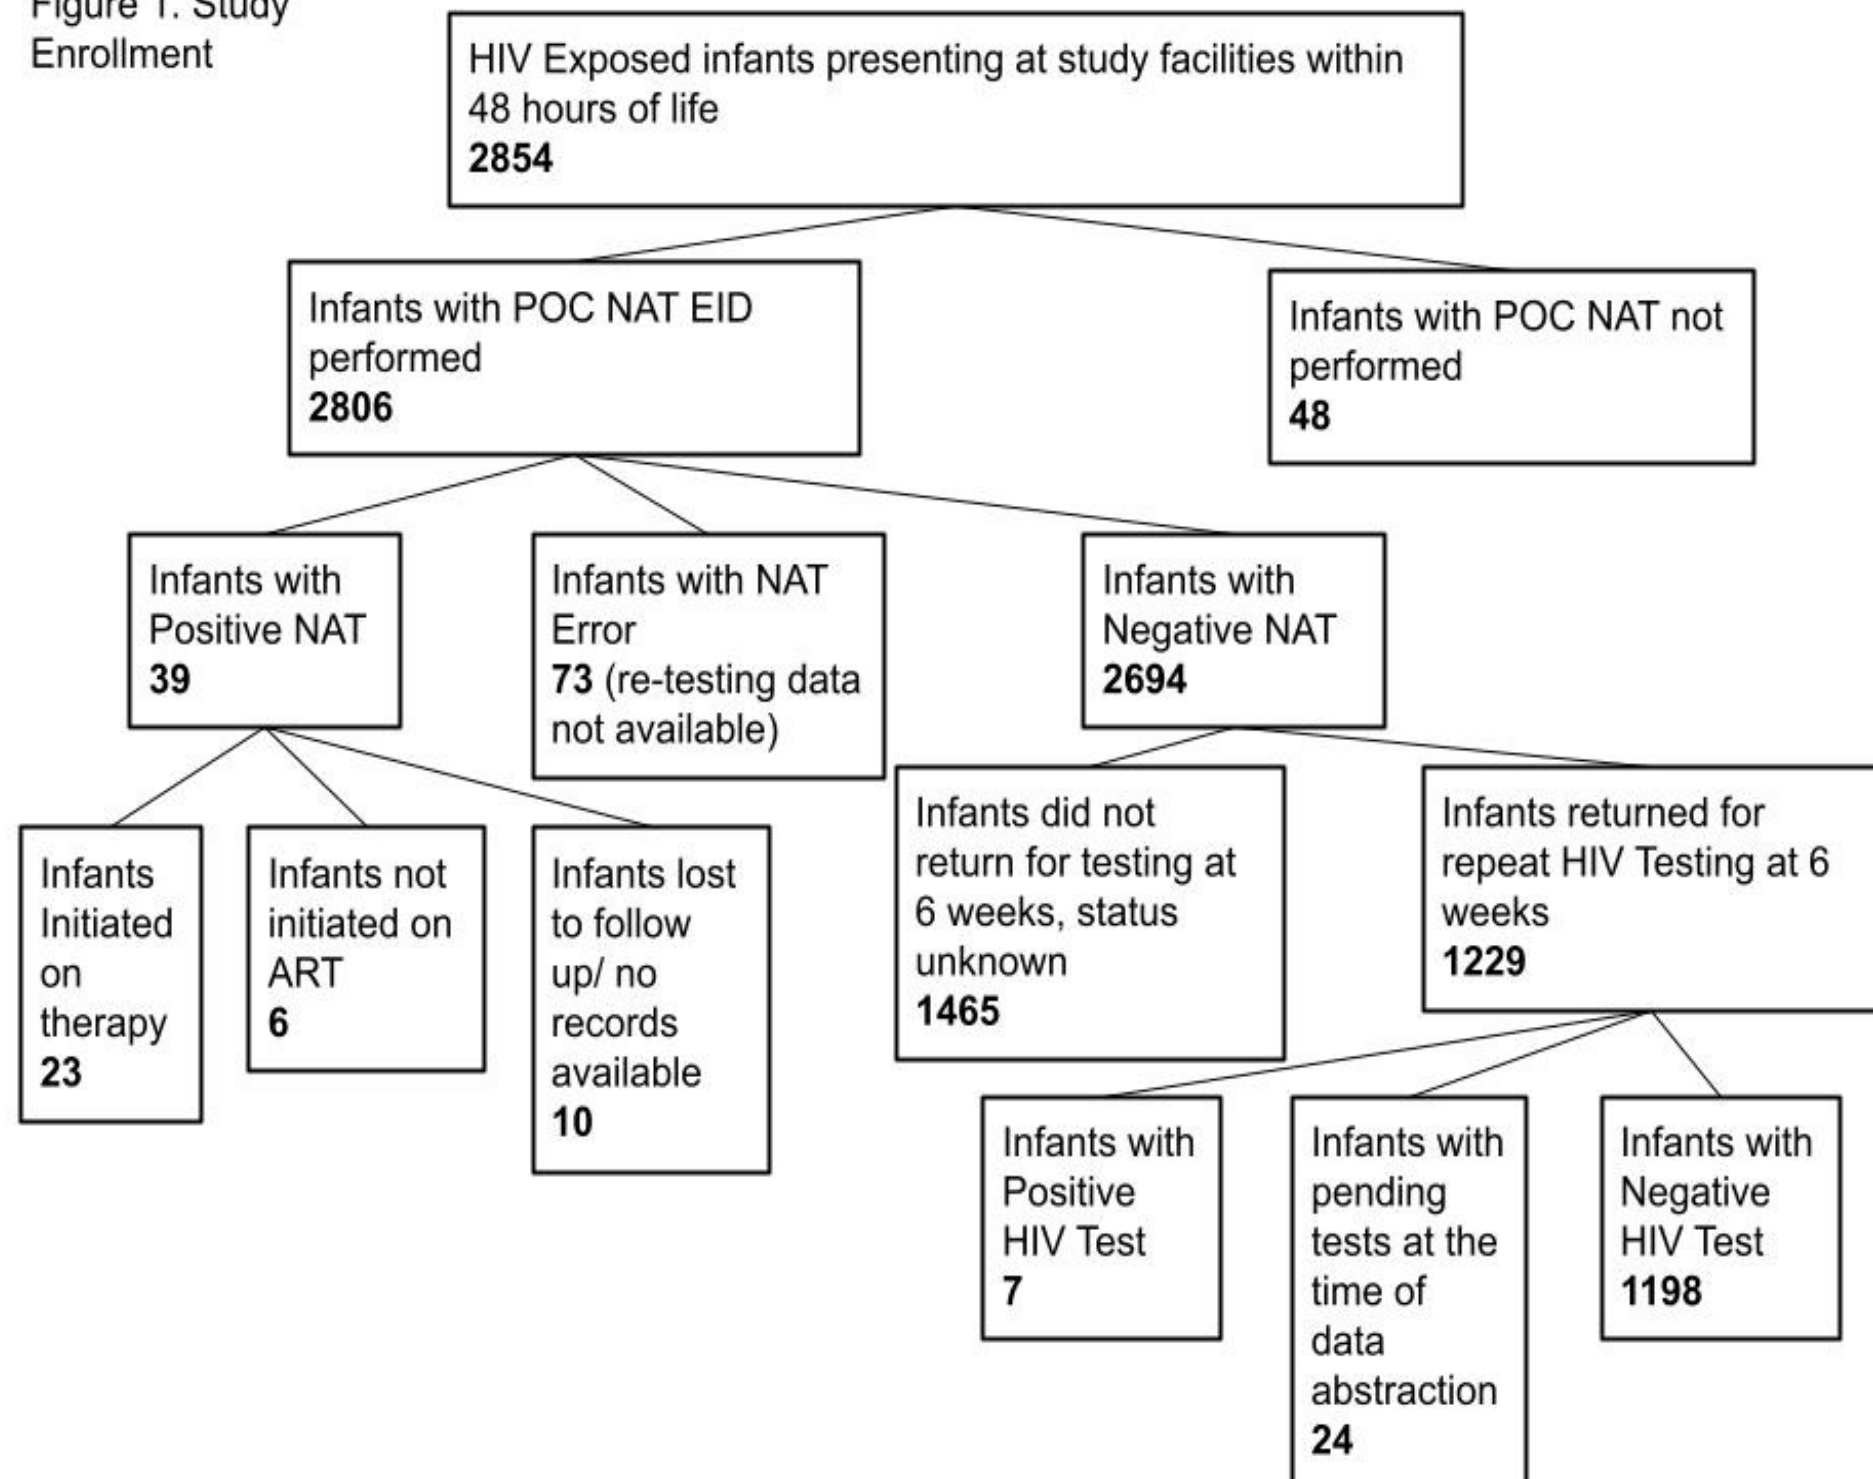 Figure 1. Study
Enrollment
HIV Exposed infants presenting at study facilities within
48 hours of life
2854
Infants with POC NAT EID
performed
2806
Infants with POC NAT not
performed
48
Infants with
Positive NAT
39
Infants with NAT
Error
73 (re-testing data
not available)
Infants with
Negative NAT
2694
Infants
Initiated
on
therapy
23
Infants not
initiated on
ART
6
Infants lost
to follow
up/ no
records
available
10
Infants did not
return for testing at
6 weeks, status
unknown
1465
Infants returned for
repeat HIV Testing at 6
weeks
1229
Infants with
Positive
HIV Test
7
Infants with
pending
tests at the
time of
data
abstraction
24
Infants with
Negative
HIV Test
1198